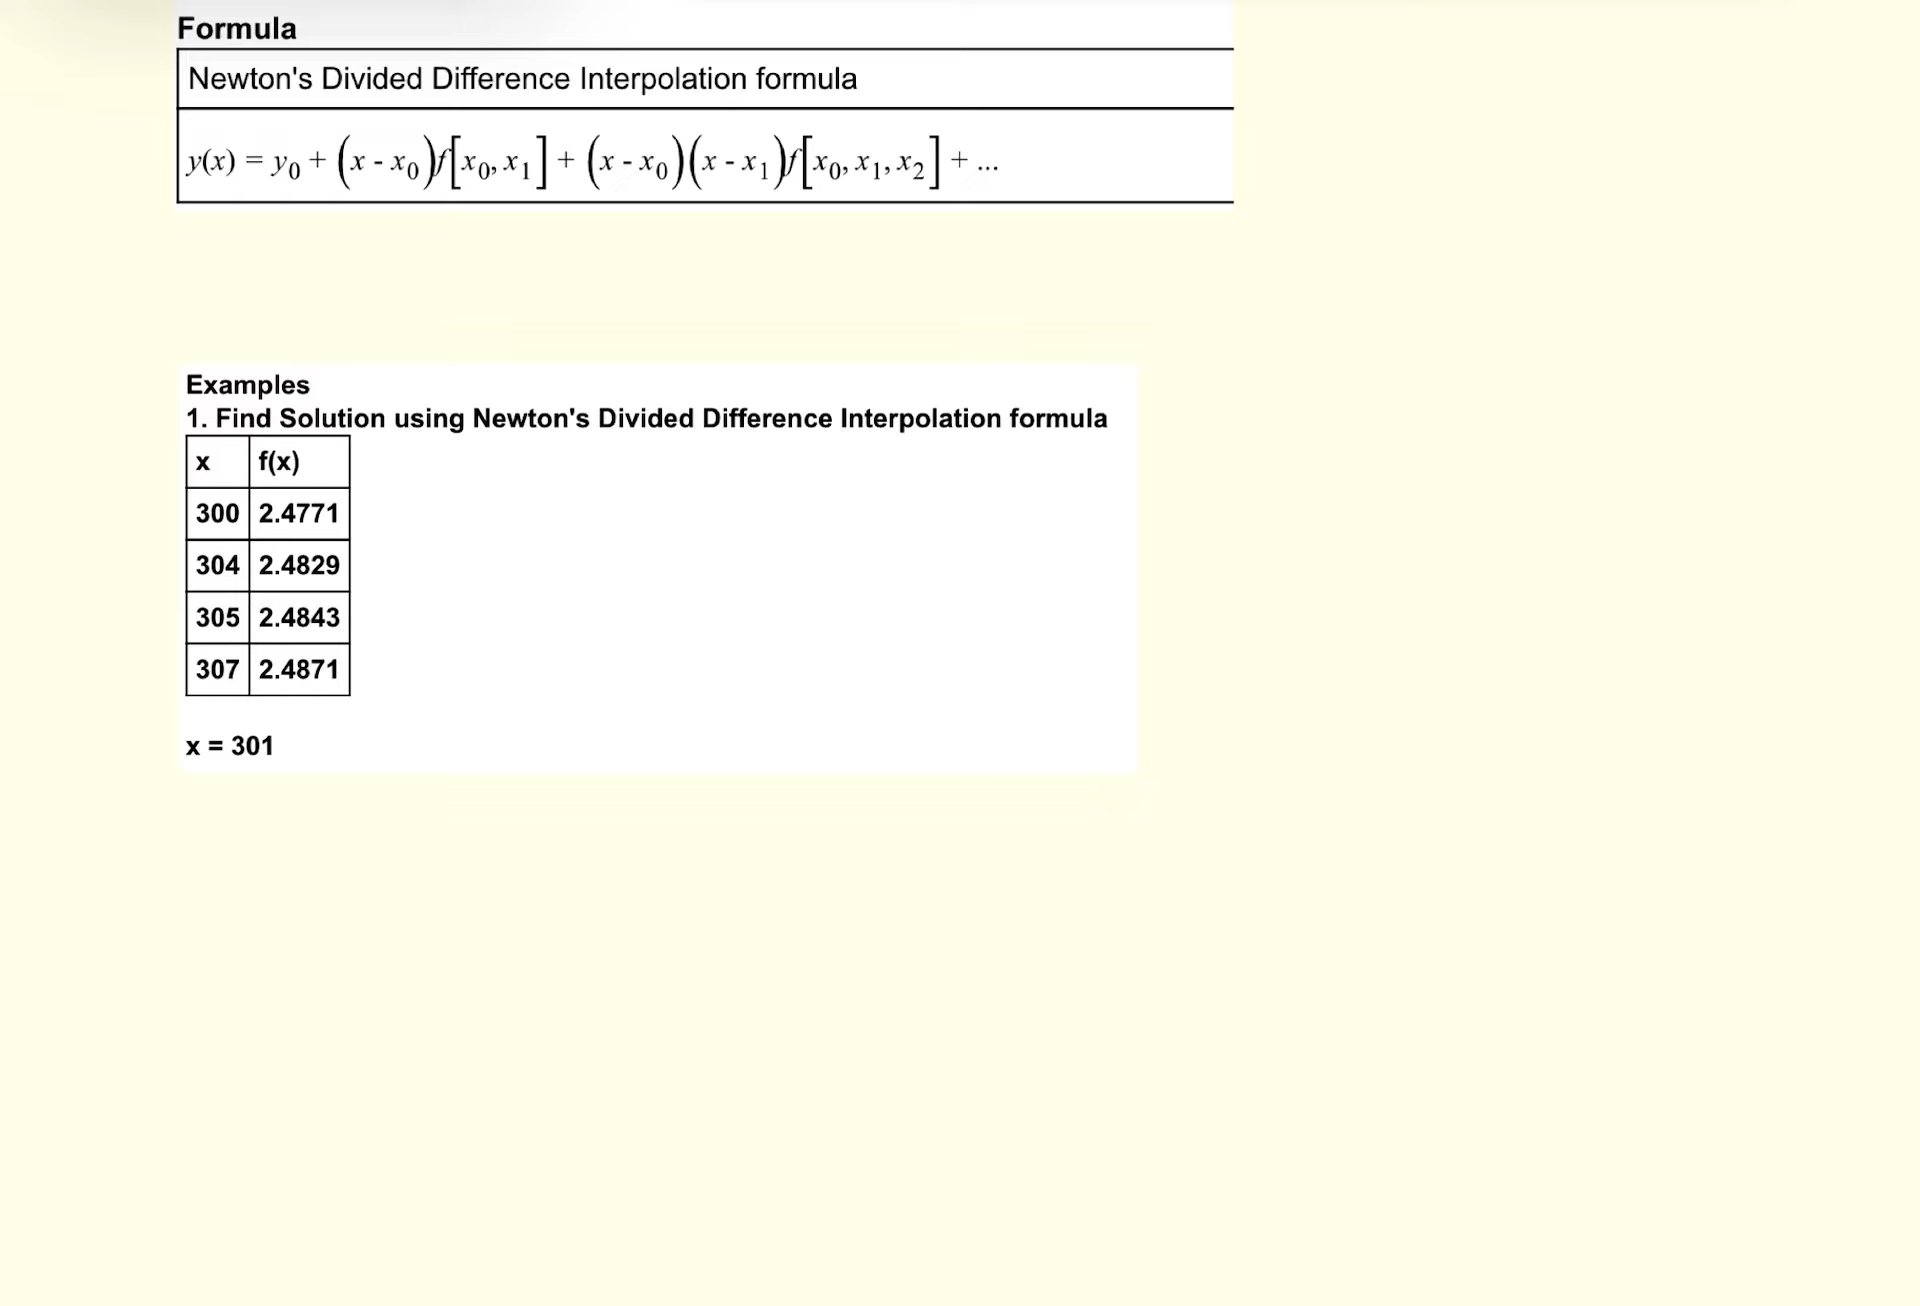 Formula
Newton's Divided Difference Interpolation formula
y(x) = y0 + (x - x0)f[x0, x1] + (x - x0)(x - x1)f[x0, x1, x2] + ...
Examples
1. Find Solution using Newton's Divided Difference Interpolation formula
x f(x)
300 2.4771
304 2.4829
305 2.4843
307 2.4871
x = 301